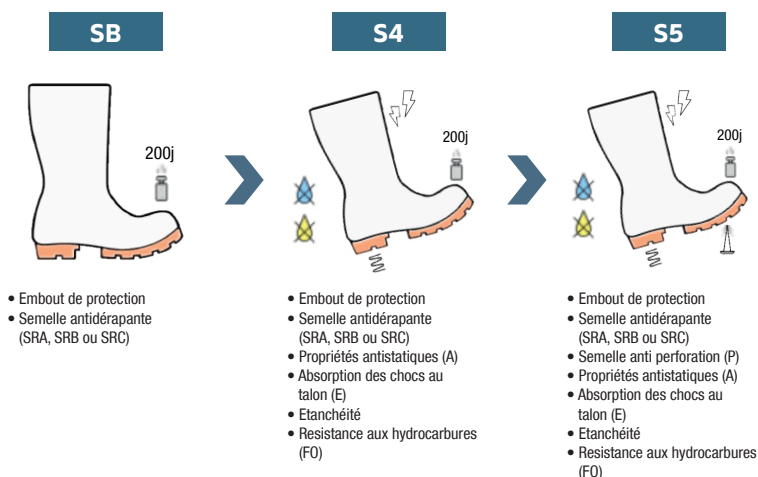 SB
200j
• Embout de protection
• Semelle antidérapante
(SRA, SRB ou SRC)
S4
200j
• Embout de protection
• Semelle antidérapante
(SRA, SRB ou SRC)
• Propriétés antistatiques (A)
• Absorption des chocs au
talon (E)
• Etanchéité
• Resistance aux hydrocarbures
(FO)
S5
200j
• Embout de protection
• Semelle antidérapante
(SRA, SRB ou SRC)
• Semelle anti perforation (P)
• Propriétés antistatiques (A)
• Absorption des chocs au
talon (E)
• Etanchéité
• Resistance aux hydrocarbures
(FO)